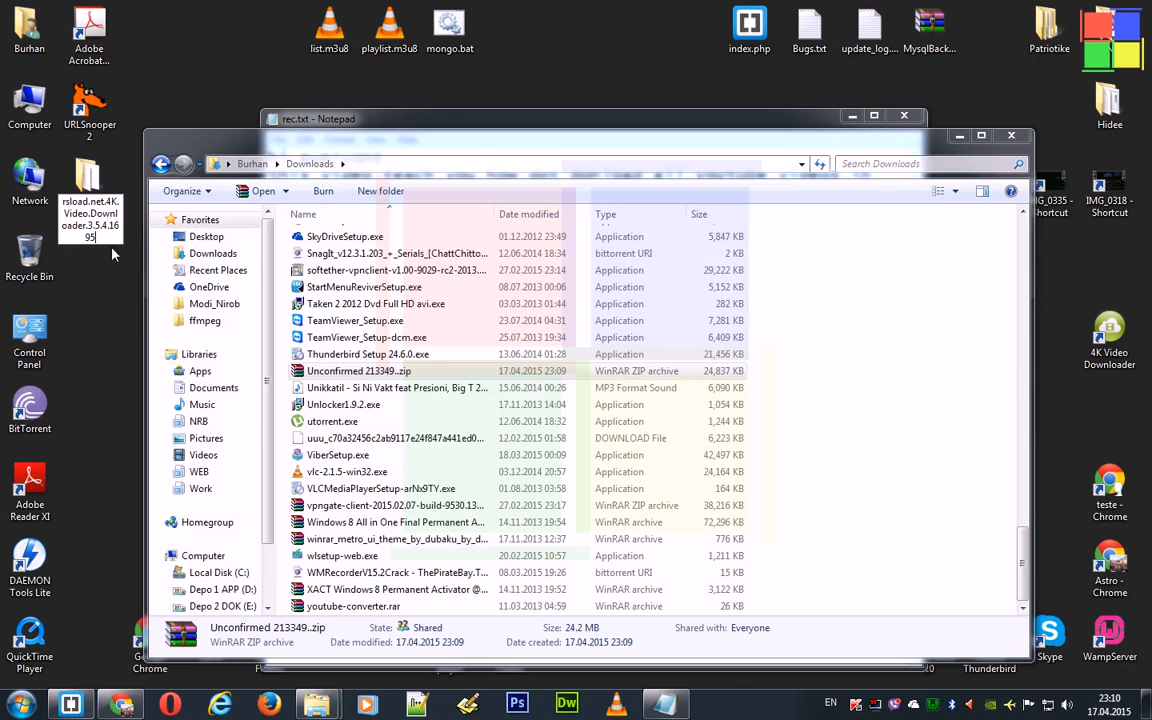 Burhan
Adobe
Acrobat...
list.m3u8
playlist.m3u8
mongo.bat
index.php
Bugs.txt
update_log....
MysqlBack...
Patriotike
Computer
URLSnooper
2
Hidee
Network
rsload.net.4K.
Video.Downl
oader.3.5.4.16
95
Recycle Bin
Control
Panel
BitTorrent
Adobe
Reader XI
DAEMON
Tools Lite
QuickTime
Player
Chrome
G_0335 -
Shortcut
IMG_0318 -
Shortcut
4K Video
Downloader
teste -
Chrome
Astro -
Chrome
Skype
WampServer
Thunderbird
rec.txt - Notepad
Burhan
Downloads
Search Downloads
Organize
Open
Burn
New folder
Favorites
Desktop
Downloads
Recent Places
OneDrive
Modi_Nirob
ffmpeg
Libraries
Apps
Documents
Music
NRB
Pictures
Videos
WEB
Work
Homegroup
Computer
Local Disk (C:)
Depo 1 APP (D:)
Depo 2 DOK (E:)
Name Date modified Type Size
SkyDriveSetup.exe 01.12.2012 23:49 Application 5,847 KB
SnagIt_v12.3.1.203_+_Serials_[ChattChitto... 12.06.2014 18:34 bittorrent URI 2 KB
softether-vpnclient-v1.00-9029-rc2-2013.... 27.02.2015 23:14 Application 29,222 KB
StartMenuReviverSetup.exe 08.07.2013 00:06 Application 5,152 KB
Taken 2 2012 Dvd Full HD avi.exe 03.03.2013 01:44 Application 282 KB
TeamViewer_Setup.exe 23.07.2014 04:31 Application 7,281 KB
TeamViewer_Setup-dcm.exe 25.07.2013 19:34 Application 6,409 KB
Thunderbird Setup 24.6.0.exe 13.06.2014 01:28 Application 21,456 KB
Unconfirmed 213349..zip 17.04.2015 23:09 WinRAR ZIP archive 24,837 KB
Unikkatil - Si Ni Vakt feat Presioni, Big T 2... 15.06.2014 00:26 MP3 Format Sound 6,090 KB
Unlocker1.9.2.exe 17.11.2013 14:04 Application 1,054 KB
utorrent.exe 12.06.2014 18:32 Application 1,244 KB
uuu_c70a32456c2ab9117e24f847a441ed0... 12.02.2015 01:58 DOWNLOAD File 6,223 KB
ViberSetup.exe 18.03.2015 00:09 Application 42,497 KB
vlc-2.1.5-win32.exe 03.12.2014 20:57 Application 24,164 KB
VLCMediaPlayerSetup-arNx9TY.exe 01.08.2013 03:58 Application 164 KB
vpngate-client-2015.02.07-build-9530.13... 27.02.2015 23:17 WinRAR ZIP archive 38,216 KB
Windows 8 All in One Final Permanent A... 14.11.2013 19:54 WinRAR archive 72,296 KB
winrar_metro_ui_theme_by_dubaku_by_d... 17.11.2013 12:37 WinRAR archive 776 KB
wlsetup-web.exe 20.02.2015 10:57 Application 1,211 KB
WMRecorderV15.2Crack - ThePirateBay.T... 08.03.2015 19:26 bittorrent URI 15 KB
XACT Windows 8 Permanent Activator @... 14.11.2013 19:52 WinRAR archive 3,122 KB
youtube-converter.rar 11.03.2013 04:59 WinRAR archive 26 KB
Unconfirmed 213349..zip State: Shared Size: 24.2 MB Shared with: Everyone
WinRAR ZIP archive Date modified: 17.04.2015 23:09 Date created: 17.04.2015 23:09
Ps
Dw
EN
23:10
17.04.2015